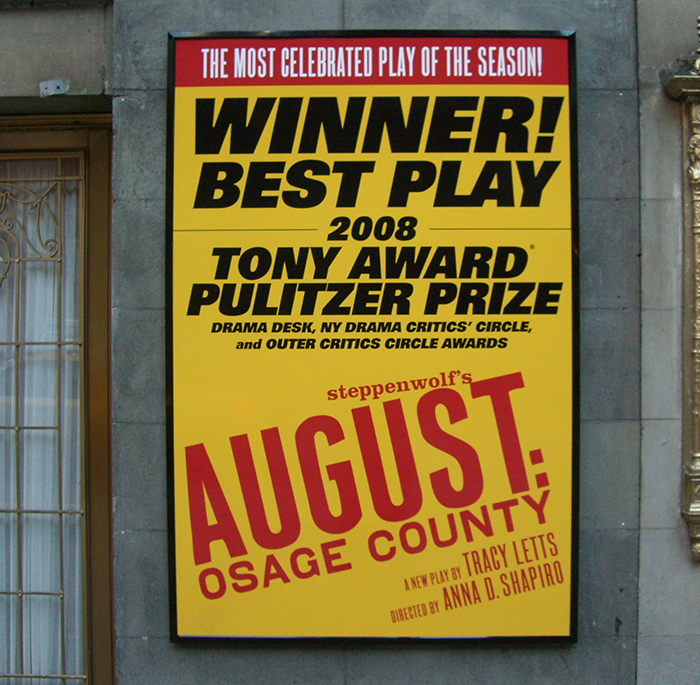 THE MOST CELEBRATED PLAY OF THE SEASON!
WINNER!
BEST PLAY
2008
TONY AWARD®
PULITZER PRIZE
DRAMA DESK, NY DRAMA CRITICS' CIRCLE,
and OUTER CRITICS CIRCLE AWARDS
steppenwolf's
AUGUST:
OSAGE COUNTY
A NEW PLAY BY TRACY LETTS
DIRECTED BY ANNA D. SHAPIRO